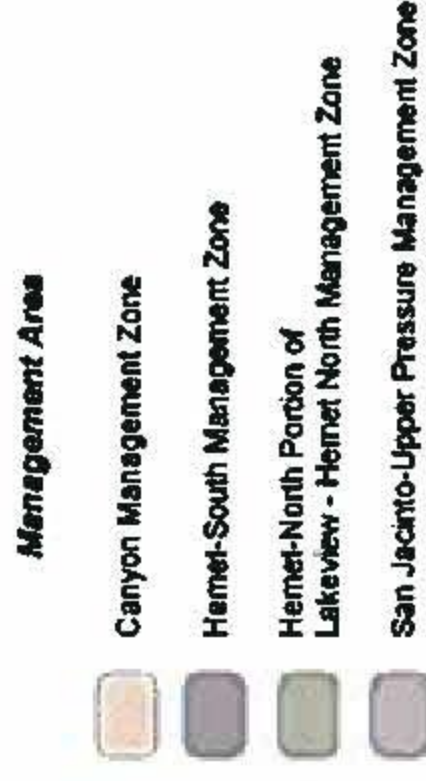 Management Area
Canyon Management Zone
Hemet-South Management Zone
Hemet-North Portion of
Lakeview - Hemet North Management Zone
San Jacinto-Upper Pressure Management Zone